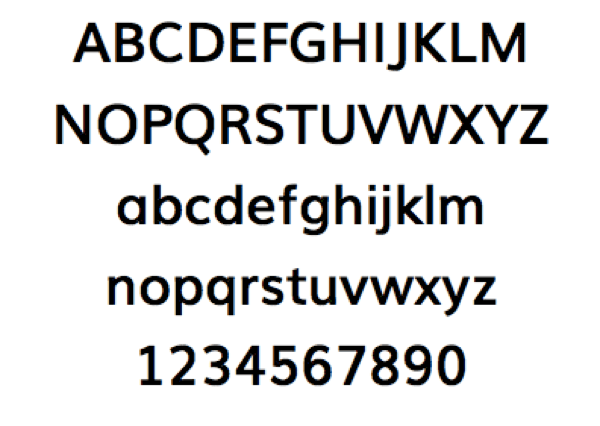 ABCDEFGHIJKLM
NOPQRSTUVWXYZ
abcdefghijklm
nopqrstuvwxyz
1234567890